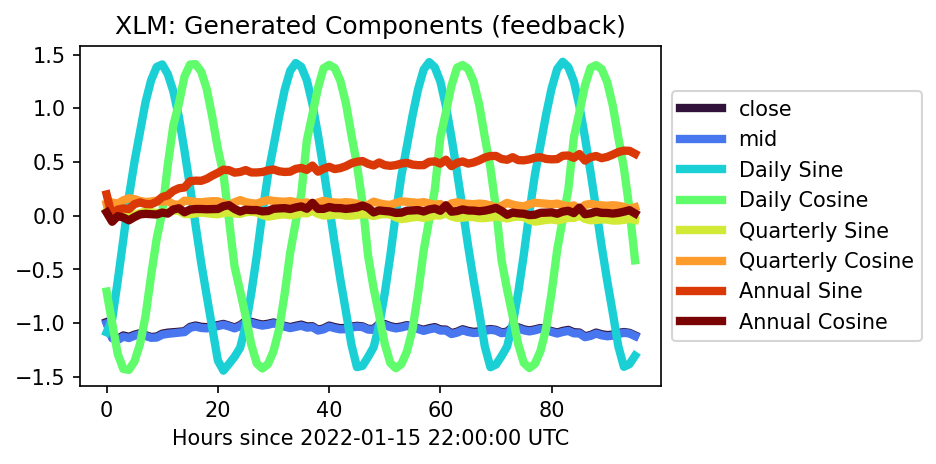 XLM: Generated Components (feedback)
1.5
1.0
0.5
0.0
−0.5
−1.0
−1.5
0
20
40
60
80
Hours since 2022-01-15 22:00:00 UTC
close
mid
Daily Sine
Daily Cosine
Quarterly Sine
Quarterly Cosine
Annual Sine
Annual Cosine